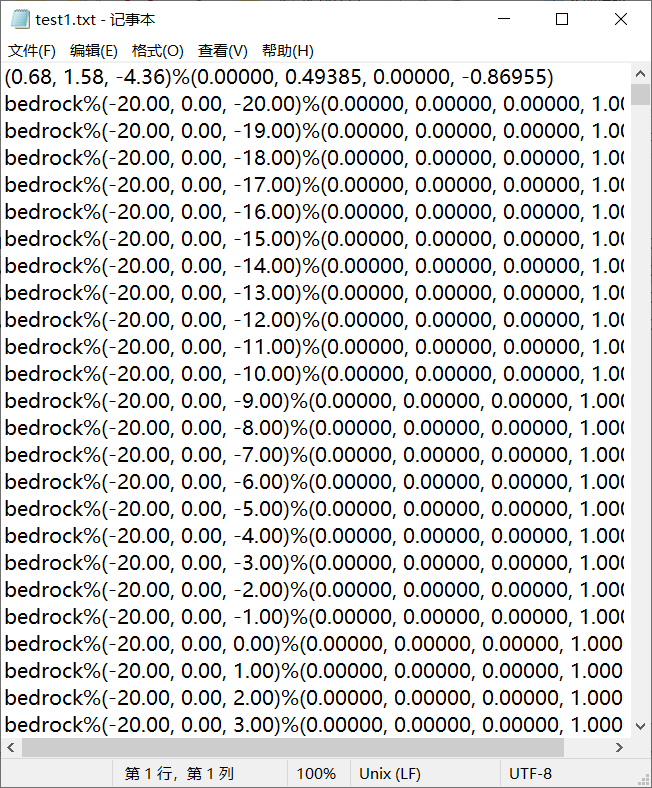 test1.txt - 记事本
文件(F) 编辑(E) 格式(O) 查看(V) 帮助(H)
(0.68, 1.58, -4.36)%(0.00000, 0.49385, 0.00000, -0.86955)
bedrock%(-20.00, 0.00, -20.00)%(0.00000, 0.00000, 0.00000, 1.00
bedrock%(-20.00, 0.00, -19.00)%(0.00000, 0.00000, 0.00000, 1.00
bedrock%(-20.00, 0.00, -18.00)%(0.00000, 0.00000, 0.00000, 1.00
bedrock%(-20.00, 0.00, -17.00)%(0.00000, 0.00000, 0.00000, 1.00
bedrock%(-20.00, 0.00, -16.00)%(0.00000, 0.00000, 0.00000, 1.00
bedrock%(-20.00, 0.00, -15.00)%(0.00000, 0.00000, 0.00000, 1.00
bedrock%(-20.00, 0.00, -14.00)%(0.00000, 0.00000, 0.00000, 1.00
bedrock%(-20.00, 0.00, -13.00)%(0.00000, 0.00000, 0.00000, 1.00
bedrock%(-20.00, 0.00, -12.00)%(0.00000, 0.00000, 0.00000, 1.00
bedrock%(-20.00, 0.00, -11.00)%(0.00000, 0.00000, 0.00000, 1.00
bedrock%(-20.00, 0.00, -10.00)%(0.00000, 0.00000, 0.00000, 1.00
bedrock%(-20.00, 0.00, -9.00)%(0.00000, 0.00000, 0.00000, 1.000
bedrock%(-20.00, 0.00, -8.00)%(0.00000, 0.00000, 0.00000, 1.000
bedrock%(-20.00, 0.00, -7.00)%(0.00000, 0.00000, 0.00000, 1.000
bedrock%(-20.00, 0.00, -6.00)%(0.00000, 0.00000, 0.00000, 1.000
bedrock%(-20.00, 0.00, -5.00)%(0.00000, 0.00000, 0.00000, 1.000
bedrock%(-20.00, 0.00, -4.00)%(0.00000, 0.00000, 0.00000, 1.000
bedrock%(-20.00, 0.00, -3.00)%(0.00000, 0.00000, 0.00000, 1.000
bedrock%(-20.00, 0.00, -2.00)%(0.00000, 0.00000, 0.00000, 1.000
bedrock%(-20.00, 0.00, -1.00)%(0.00000, 0.00000, 0.00000, 1.000
bedrock%(-20.00, 0.00, 0.00)%(0.00000, 0.00000, 0.00000, 1.000
bedrock%(-20.00, 0.00, 1.00)%(0.00000, 0.00000, 0.00000, 1.000
bedrock%(-20.00, 0.00, 2.00)%(0.00000, 0.00000, 0.00000, 1.000
bedrock%(-20.00, 0.00, 3.00)%(0.00000, 0.00000, 0.00000, 1.000
第 1 行，第 1 列 100% Unix (LF) UTF-8